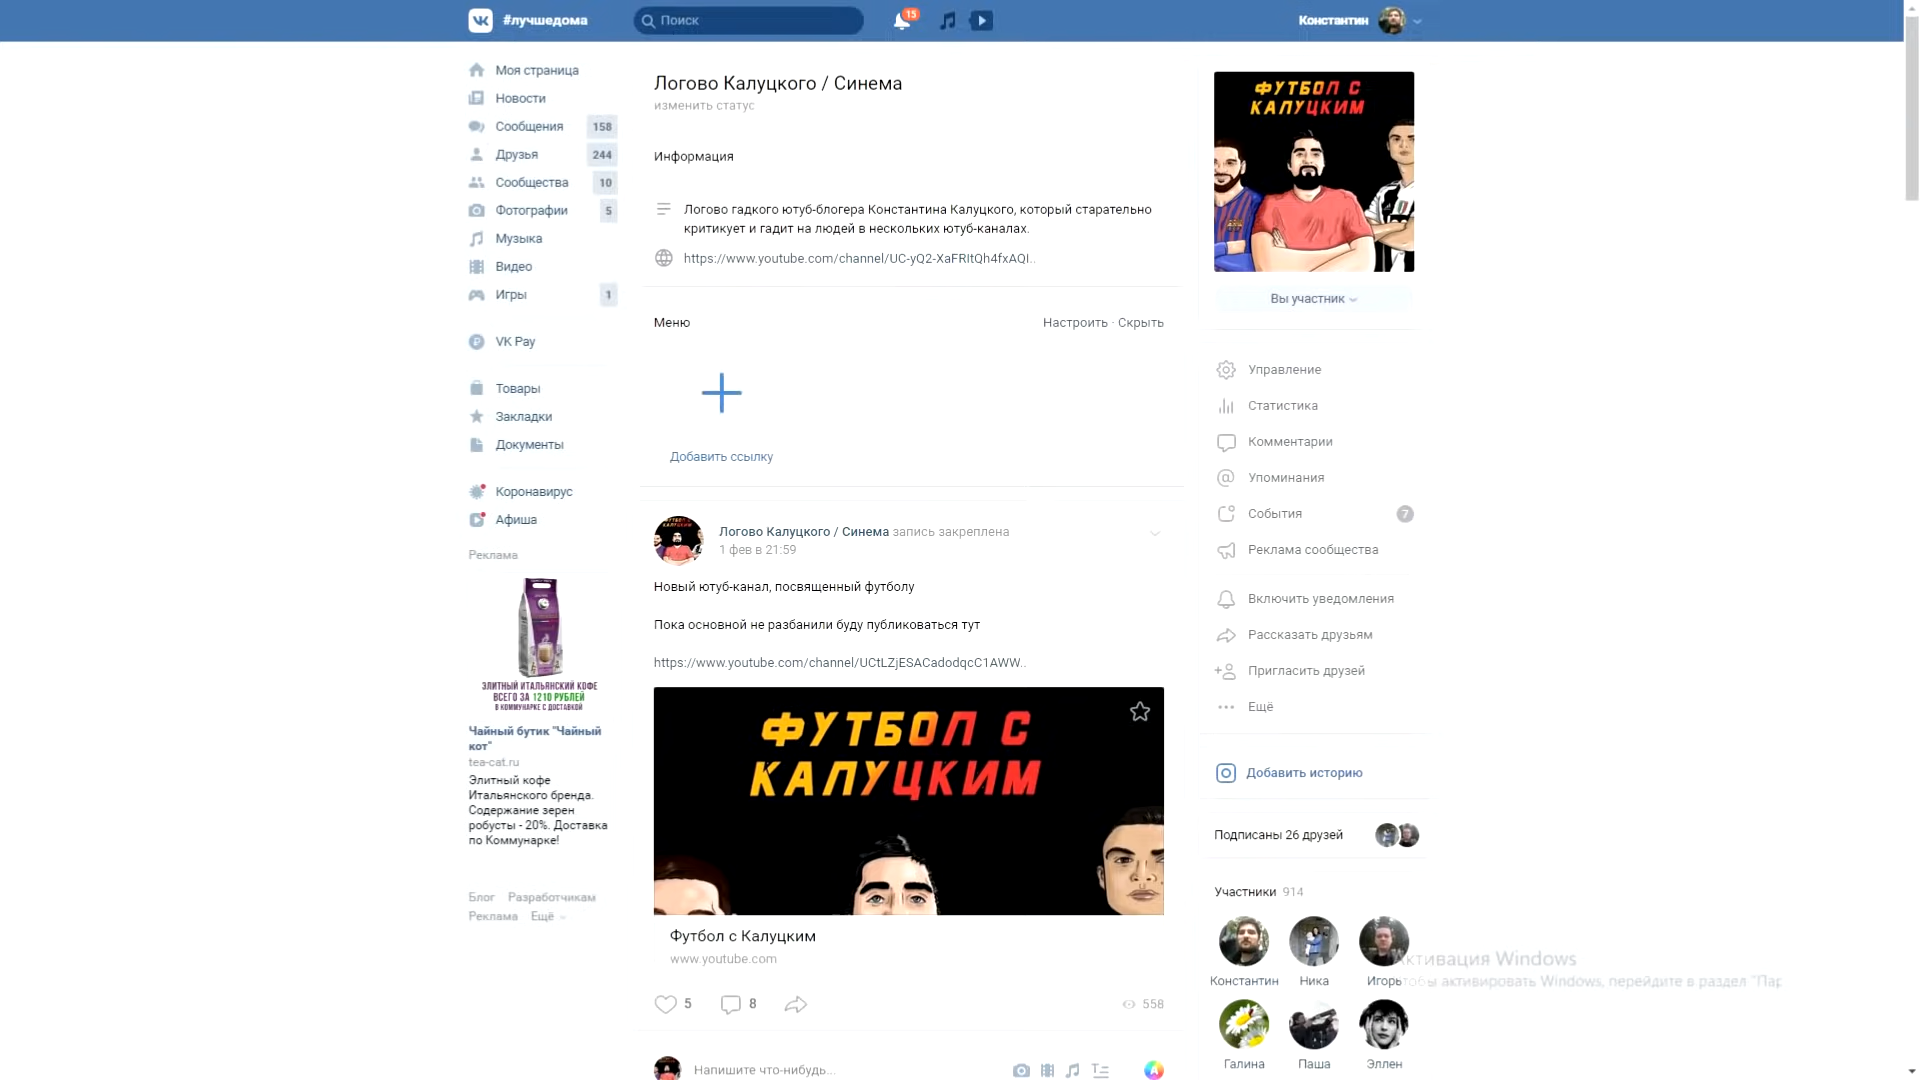 #лучшедома
Поиск
15
Константин
Моя страница
Новости
Сообщения 158
Друзья 244
Сообщества 10
Фотографии 5
Музыка
Видео
Игры 1
VK Pay
Товары
Закладки
Документы
Коронавирус
Афиша
Реклама
ЭЛИТНЫЙ ИТАЛЬЯНСКИЙ КОФЕ
ВСЕГО ЗА 1210 РУБЛЕЙ
В КОММУНАРКЕ С ДОСТАВКОЙ
Чайный бутик "Чайный
кот"
tea-cat.ru
Элитный кофе
Итальянского бренда.
Содержание зерен
робусты - 20%. Доставка
по Коммунарке!
Блог Разработчикам
Реклама Ещё
Логово Калуцкого / Синема
изменить статус
Информация
Логово гадкого ютуб-блогера Константина Калуцкого, который старательно
критикует и гадит на людей в нескольких ютуб-каналах.
https://www.youtube.com/channel/UC-yQ2-XaFRItQh4fxAQI..
Меню
Настроить · Скрыть
Добавить ссылку
Логово Калуцкого / Синема запись закреплена
1 фев в 21:59
Новый ютуб-канал, посвященный футболу
Пока основной не разбанили буду публиковаться тут
https://www.youtube.com/channel/UCtLZjESACadodqcC1AWW..
ФУТБОЛ С
КАЛУЦКИМ
Футбол с Калуцким
www.youtube.com
5 8 558
Напишите что-нибудь...
ФУТБОЛ С
КАЛУЦКИМ
Вы участник
Управление
Статистика
Комментарии
Упоминания
События 7
Реклама сообщества
Включить уведомления
Рассказать друзьям
Пригласить друзей
Ещё
Добавить историю
Подписаны 26 друзей
Участники 914
Константин Ника Игорь
Галина Паша Эллен
Активация Windows
Чтобы активировать Windows, перейдите в раздел "Пар